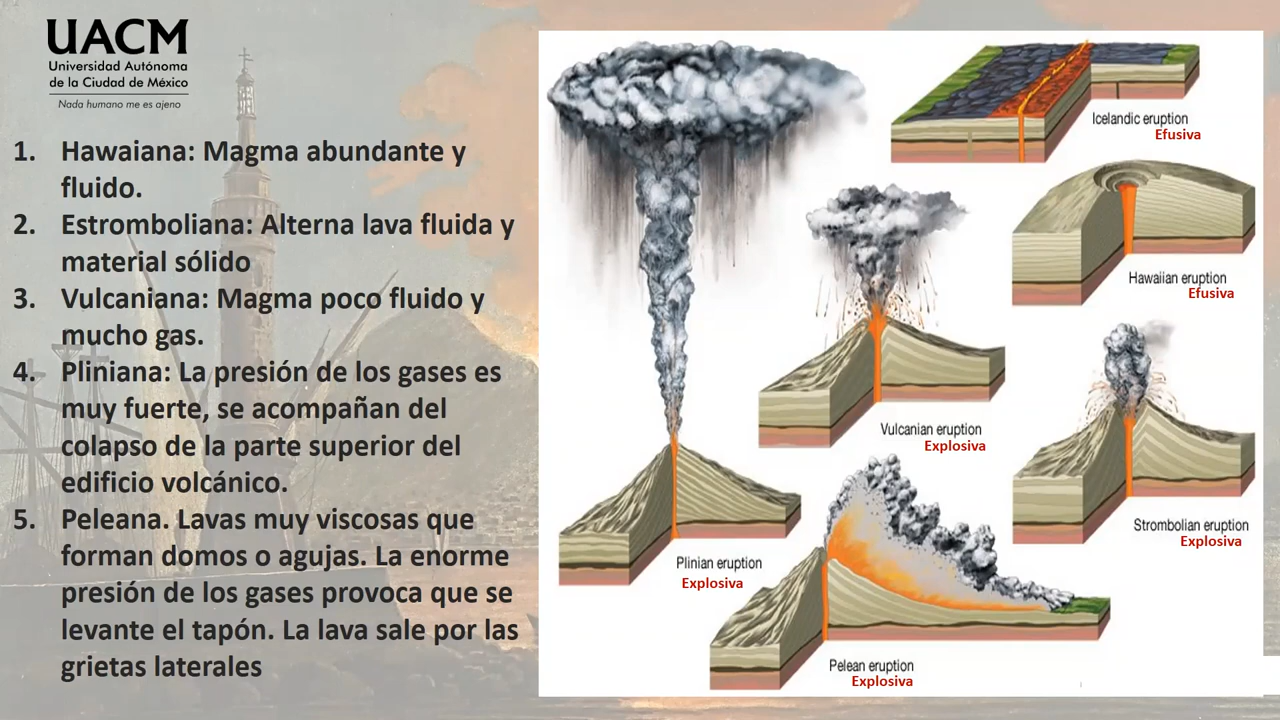 UACM
Universidad Autónoma
de la Ciudad de México
Nada humano me es ajeno
1. Hawaiana: Magma abundante y
fluido.
2. Estromboliana: Alterna lava fluida y
material sólido
3. Vulcaniana: Magma poco fluido y
mucho gas.
4. Pliniana: La presión de los gases es
muy fuerte, se acompañan del
colapso de la parte superior del
edificio volcánico.
5. Peleana. Lavas muy viscosas que
forman domos o agujas. La enorme
presión de los gases provoca que se
levante el tapón. La lava sale por las
grietas laterales
Icelandic eruption
Efusiva
Hawaiian eruption
Efusiva
Vulcanian eruption
Explosiva
Strombolian eruption
Explosiva
Plinian eruption
Explosiva
Pelean eruption
Explosiva